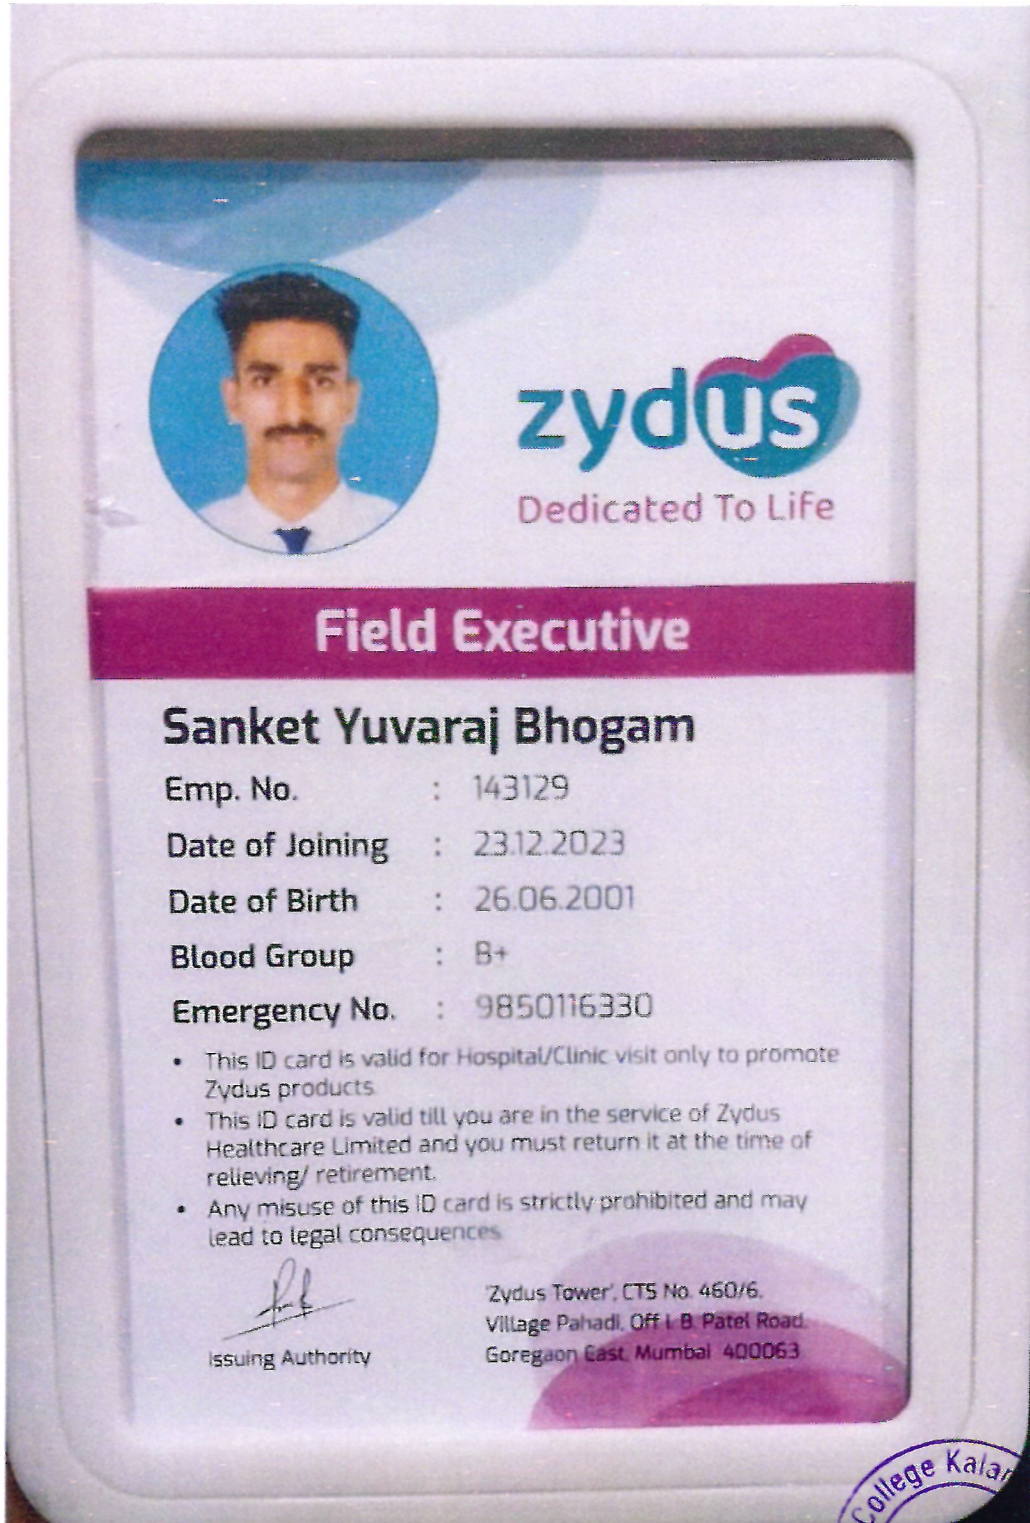 zydus
Dedicated To Life
Field Executive
Sanket Yuvaraj Bhogam
Emp. No. : 143129
Date of Joining : 23.12.2023
Date of Birth : 26.06.2001
Blood Group : B+
Emergency No. : 9850116330
• This ID card is valid for Hospital/Clinic visit only to promote
Zydus products.
• This ID card is valid till you are in the service of Zydus
Healthcare Limited and you must return it at the time of
relieving/ retirement.
• Any misuse of this ID card is strictly prohibited and may
lead to legal consequences
Issuing Authority
'Zydus Tower', CTS No. 460/6,
Village Pahadi, Off I. B. Patel Road.
Goregaon East, Mumbai 400063
College